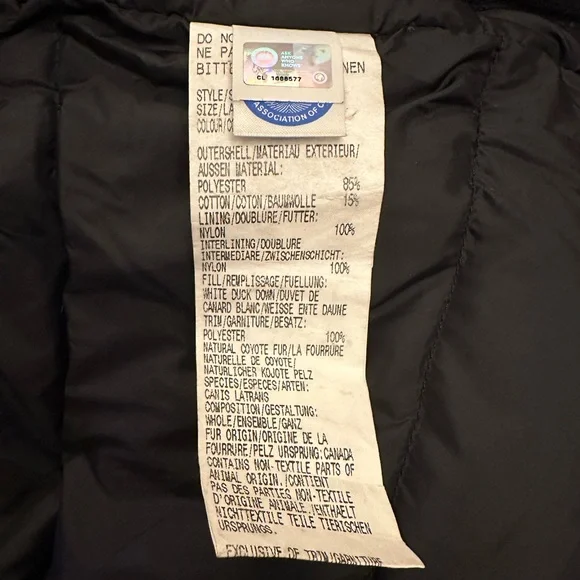 DO NO
NE PA
BITTE
NEN
ASK
ANYONE
WHO
KNOWS
CL 1068577
ASSOCIATION OF C
STYLE/S
SIZE/LA
COLOUR/C
OUTERSHELL/MATERIAU EXTERIEUR/
AUSSEN MATERIAL:
POLYESTER 85%
COTTON/COTON/BAUMWOLLE 15%
LINING/DOUBLURE/FUTTER:
NYLON 100%
INTERLINING/DOUBLURE
INTERMEDIARE/ZWISCHENSCHICHT:
NYLON 100%
FILL/REMPLISSAGE/FUELLUNG:
WHITE DUCK DOWN/DUVET DE
CANARD BLANC/WEISSE ENTE DAUNE
TRIM/GARNITURE/BESATZ:
POLYESTER 100%
NATURAL COYOTE FUR/LA FOURRURE
NATURELLE DE COYOTE/
NATURLICHER KOJOTE PELZ
SPECIES/ESPECES/ARTEN:
CANIS LATRANS
COMPOSITION/GESTALTUNG:
WHOLE/ENSEMBLE/GANZ
FUR ORIGIN/ORIGINE DE LA
FOURRURE/PELZ URSPRUNG:CANADA
CONTAINS NON-TEXTILE PARTS OF
ANIMAL ORIGIN./CONTIENT
PAS DES PARTIES NON-TEXTILE
D'ORIGINE ANIMALE./ENTHAELT
NICHTTEXTILE TEILE TIERISCHEN
URSPRUNGS.
EXCLUSIVE OF TRIM/GARNITURE